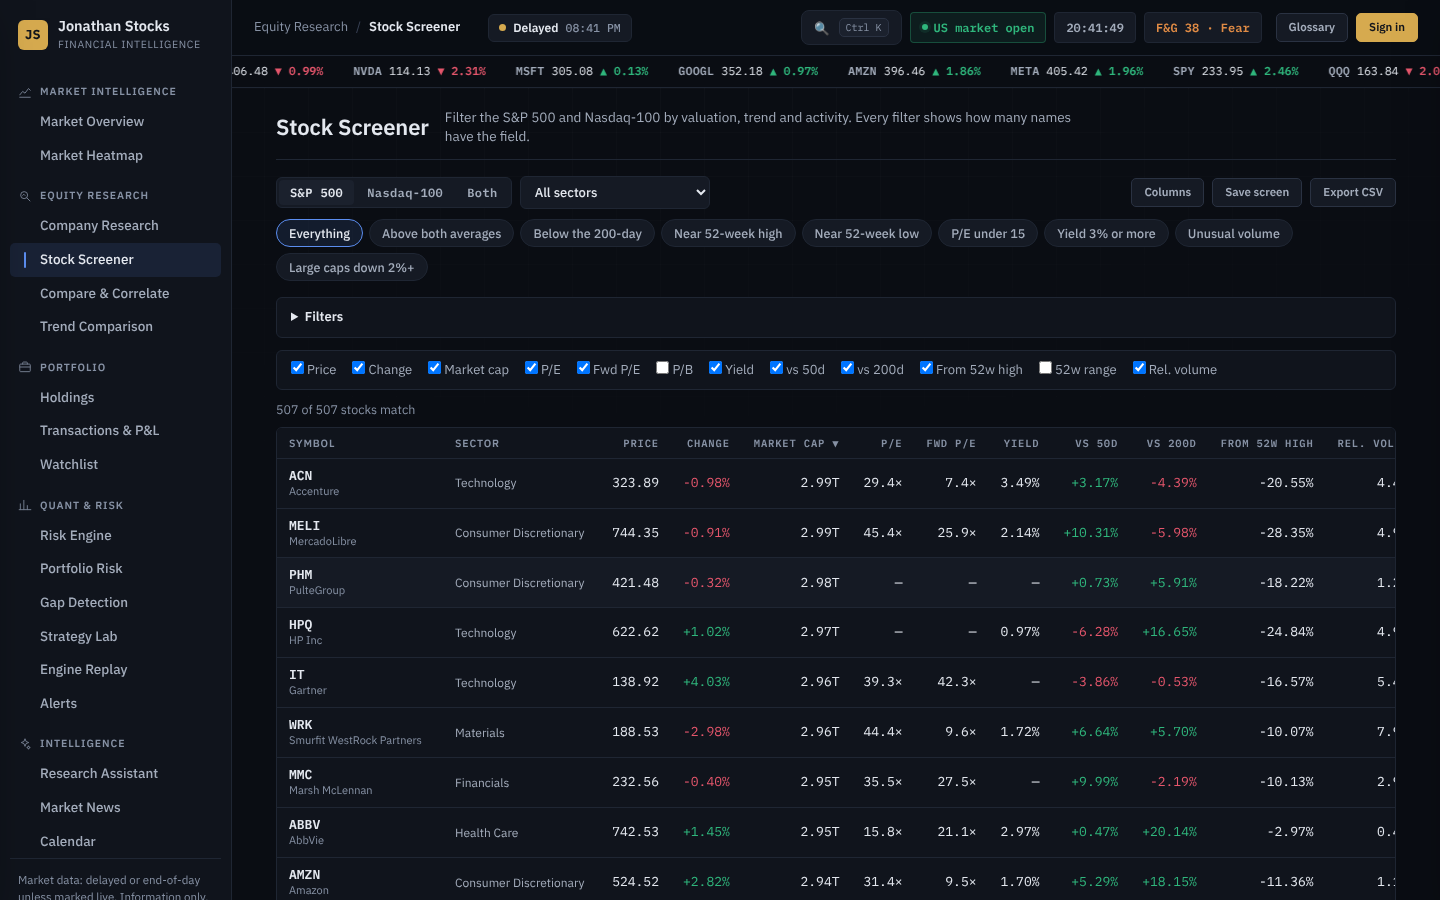 JS
Jonathan Stocks
FINANCIAL INTELLIGENCE
MARKET INTELLIGENCE
Market Overview
Market Heatmap
EQUITY RESEARCH
Company Research
Stock Screener
Compare & Correlate
Trend Comparison
PORTFOLIO
Holdings
Transactions & P&L
Watchlist
QUANT & RISK
Risk Engine
Portfolio Risk
Gap Detection
Strategy Lab
Engine Replay
Alerts
INTELLIGENCE
Research Assistant
Market News
Calendar
Market data: delayed or end-of-day
unless marked live. Information only.
Equity Research / Stock Screener
Delayed 08:41 PM
Ctrl K
US market open
20:41:49
F&G 38 · Fear
Glossary
Sign in
06.48 ▼ 0.99% NVDA 114.13 ▼ 2.31% MSFT 305.08 ▲ 0.13% GOOGL 352.18 ▲ 0.97% AMZN 396.46 ▲ 1.86% META 405.42 ▲ 1.96% SPY 233.95 ▲ 2.46% QQQ 163.84 ▼ 2.0
Stock Screener
Filter the S&P 500 and Nasdaq-100 by valuation, trend and activity. Every filter shows how many names
have the field.
S&P 500 Nasdaq-100 Both All sectors Columns Save screen Export CSV
Everything Above both averages Below the 200-day Near 52-week high Near 52-week low P/E under 15 Yield 3% or more Unusual volume
Large caps down 2%+
▶ Filters
Price Change Market cap P/E Fwd P/E P/B Yield vs 50d vs 200d From 52w high 52w range Rel. volume
507 of 507 stocks match
SYMBOL SECTOR PRICE CHANGE MARKET CAP ▼ P/E FWD P/E YIELD VS 50D VS 200D FROM 52W HIGH REL. VOL
ACN Technology 323.89 -0.98% 2.99T 29.4× 7.4× 3.49% +3.17% -4.39% -20.55% 4.
Accenture
MELI Consumer Discretionary 744.35 -0.91% 2.99T 45.4× 25.9× 2.14% +10.31% -5.98% -28.35% 4.
MercadoLibre
PHM Consumer Discretionary 421.48 -0.32% 2.98T — — — +0.73% +5.91% -18.22% 1.
PulteGroup
HPQ Technology 622.62 +1.02% 2.97T — — 0.97% -6.28% +16.65% -24.84% 4.
HP Inc
IT Technology 138.92 +4.03% 2.96T 39.3× 42.3× — -3.86% -0.53% -16.57% 5.
Gartner
WRK Materials 188.53 -2.98% 2.96T 44.4× 9.6× 1.72% +6.64% +5.70% -10.07% 7.
Smurfit WestRock Partners
MMC Financials 232.56 -0.40% 2.95T 35.5× 27.5× — +9.99% -2.19% -10.13% 2.
Marsh McLennan
ABBV Health Care 742.53 +1.45% 2.95T 15.8× 21.1× 2.97% +0.47% +20.14% -2.97% 0.
AbbVie
AMZN Consumer Discretionary 524.52 +2.82% 2.94T 31.4× 9.5× 1.70% +5.29% +18.15% -11.36% 1.
Amazon